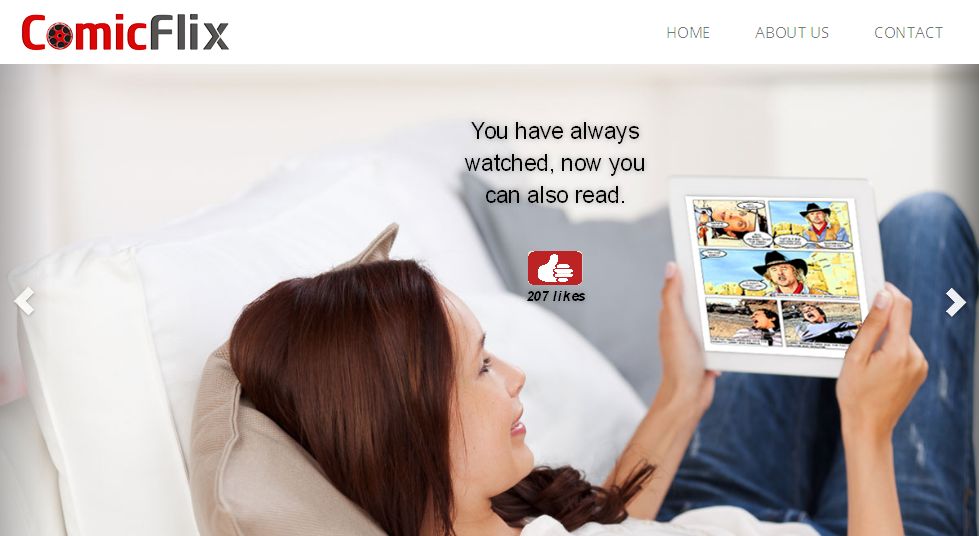 ComicFlix
HOME ABOUT US CONTACT
You have always
watched, now you
can also read.
207 likes